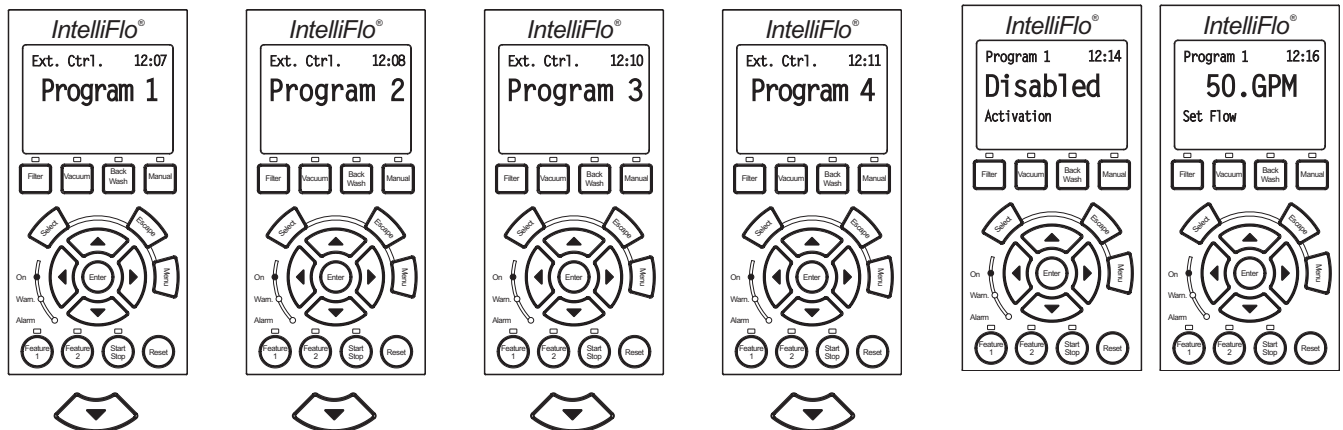 IntelliFlo®
Ext. Ctrl. 12:07
Program 1
Filter Vacuum Back Wash Manual
Select Escape
Menu
Enter
On
Warn.
Alarm
Feature 1 Feature 2 Start Stop Reset
IntelliFlo®
Ext. Ctrl. 12:08
Program 2
Filter Vacuum Back Wash Manual
Select Escape
Menu
Enter
On
Warn.
Alarm
Feature 1 Feature 2 Start Stop Reset
IntelliFlo®
Ext. Ctrl. 12:10
Program 3
Filter Vacuum Back Wash Manual
Select Escape
Menu
Enter
On
Warn.
Alarm
Feature 1 Feature 2 Start Stop Reset
IntelliFlo®
Ext. Ctrl. 12:11
Program 4
Filter Vacuum Back Wash Manual
Select Escape
Menu
Enter
On
Warn.
Alarm
Feature 1 Feature 2 Start Stop Reset
IntelliFlo®
Program 1 12:14
Disabled
Activation
Filter Vacuum Back Wash Manual
Select Escape
Menu
Enter
On
Warn.
Alarm
Feature 1 Feature 2 Start Stop Reset
IntelliFlo®
Program 1 12:16
50.GPM
Set Flow
Filter Vacuum Back Wash Manual
Select Escape
Menu
Enter
On
Warn.
Alarm
Feature 1 Feature 2 Start Stop Reset